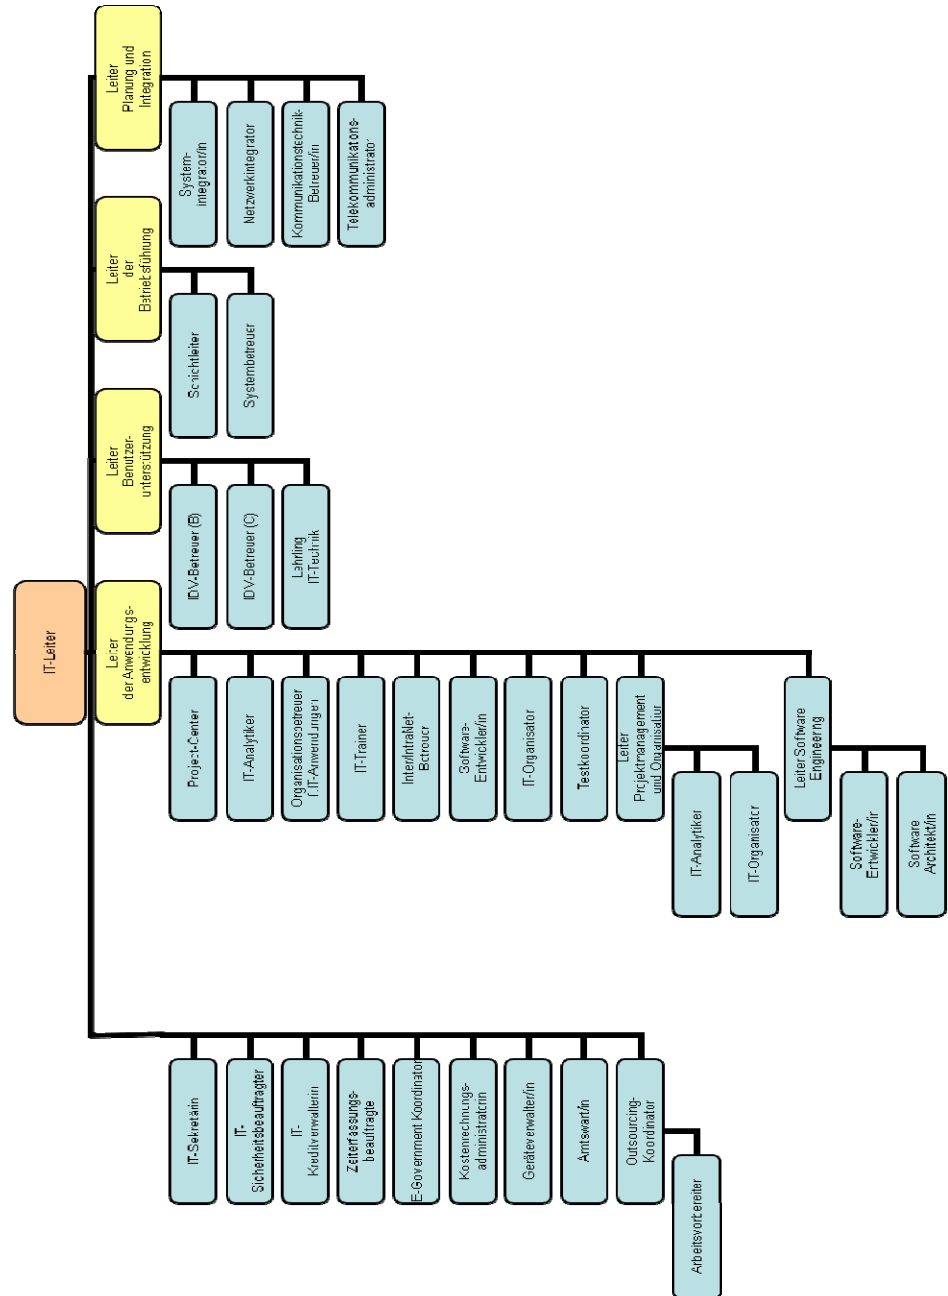 IT-Leiter
IT-Sekretärin
IT-
Sicherheitsbeauftragter
IT-
Kreditverwalterin
Zeiterfassungs-
beauftragte
E-Government Koordinator
Kostenrechnungs-
administratorin
Geräteverwalter/in
Amtswart/in
Outsourcing-
Koordinator
Arbeitsvorbereiter
Leiter
der Anwendungs-
entwicklung
Project-Center
IT-Analytiker
Organisationsbetreuer
f.IT-Anwendungen
IT-Trainer
Inter/IntraNet-
Betreuer
Software-
Entwickler/in
IT-Organisator
Testkoordinator
Leiter
Projektmanagement
und Organisation
IT-Analytiker
IT-Organisator
Leiter Software
Engineering
Software-
Entwickler/in
Software
Architekt/in
Leiter
Benutzer-
unterstützung
IDV-Betreuer (B)
IDV-Betreuer (C)
Lehrling
IT-Technik
Leiter
der
Betriebsführung
Schichtleiter
Systembetreuer
Leiter
Planung und
Integration
System-
integrator/in
Netzwerkintegrator
Kommunikationstechnik-
Betreuer/in
Telekommunikations-
administrator